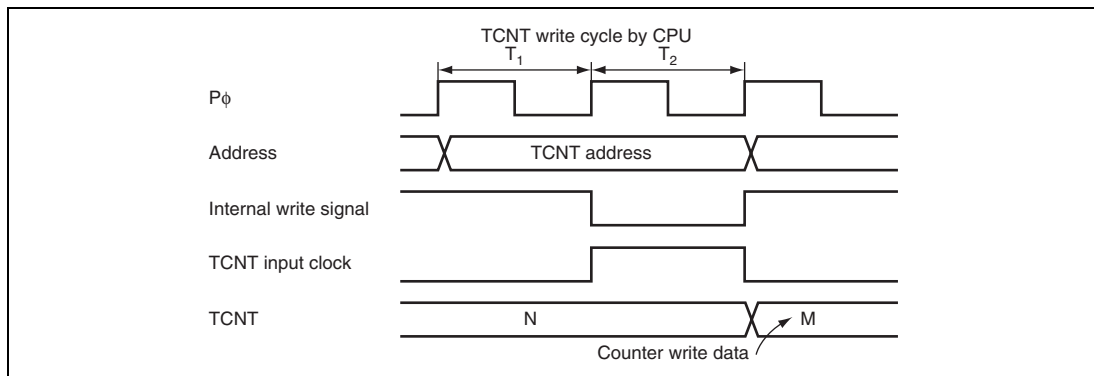 TCNT write cycle by CPU
T1 T2
Pϕ
Address TCNT address
Internal write signal
TCNT input clock
TCNT N M
Counter write data